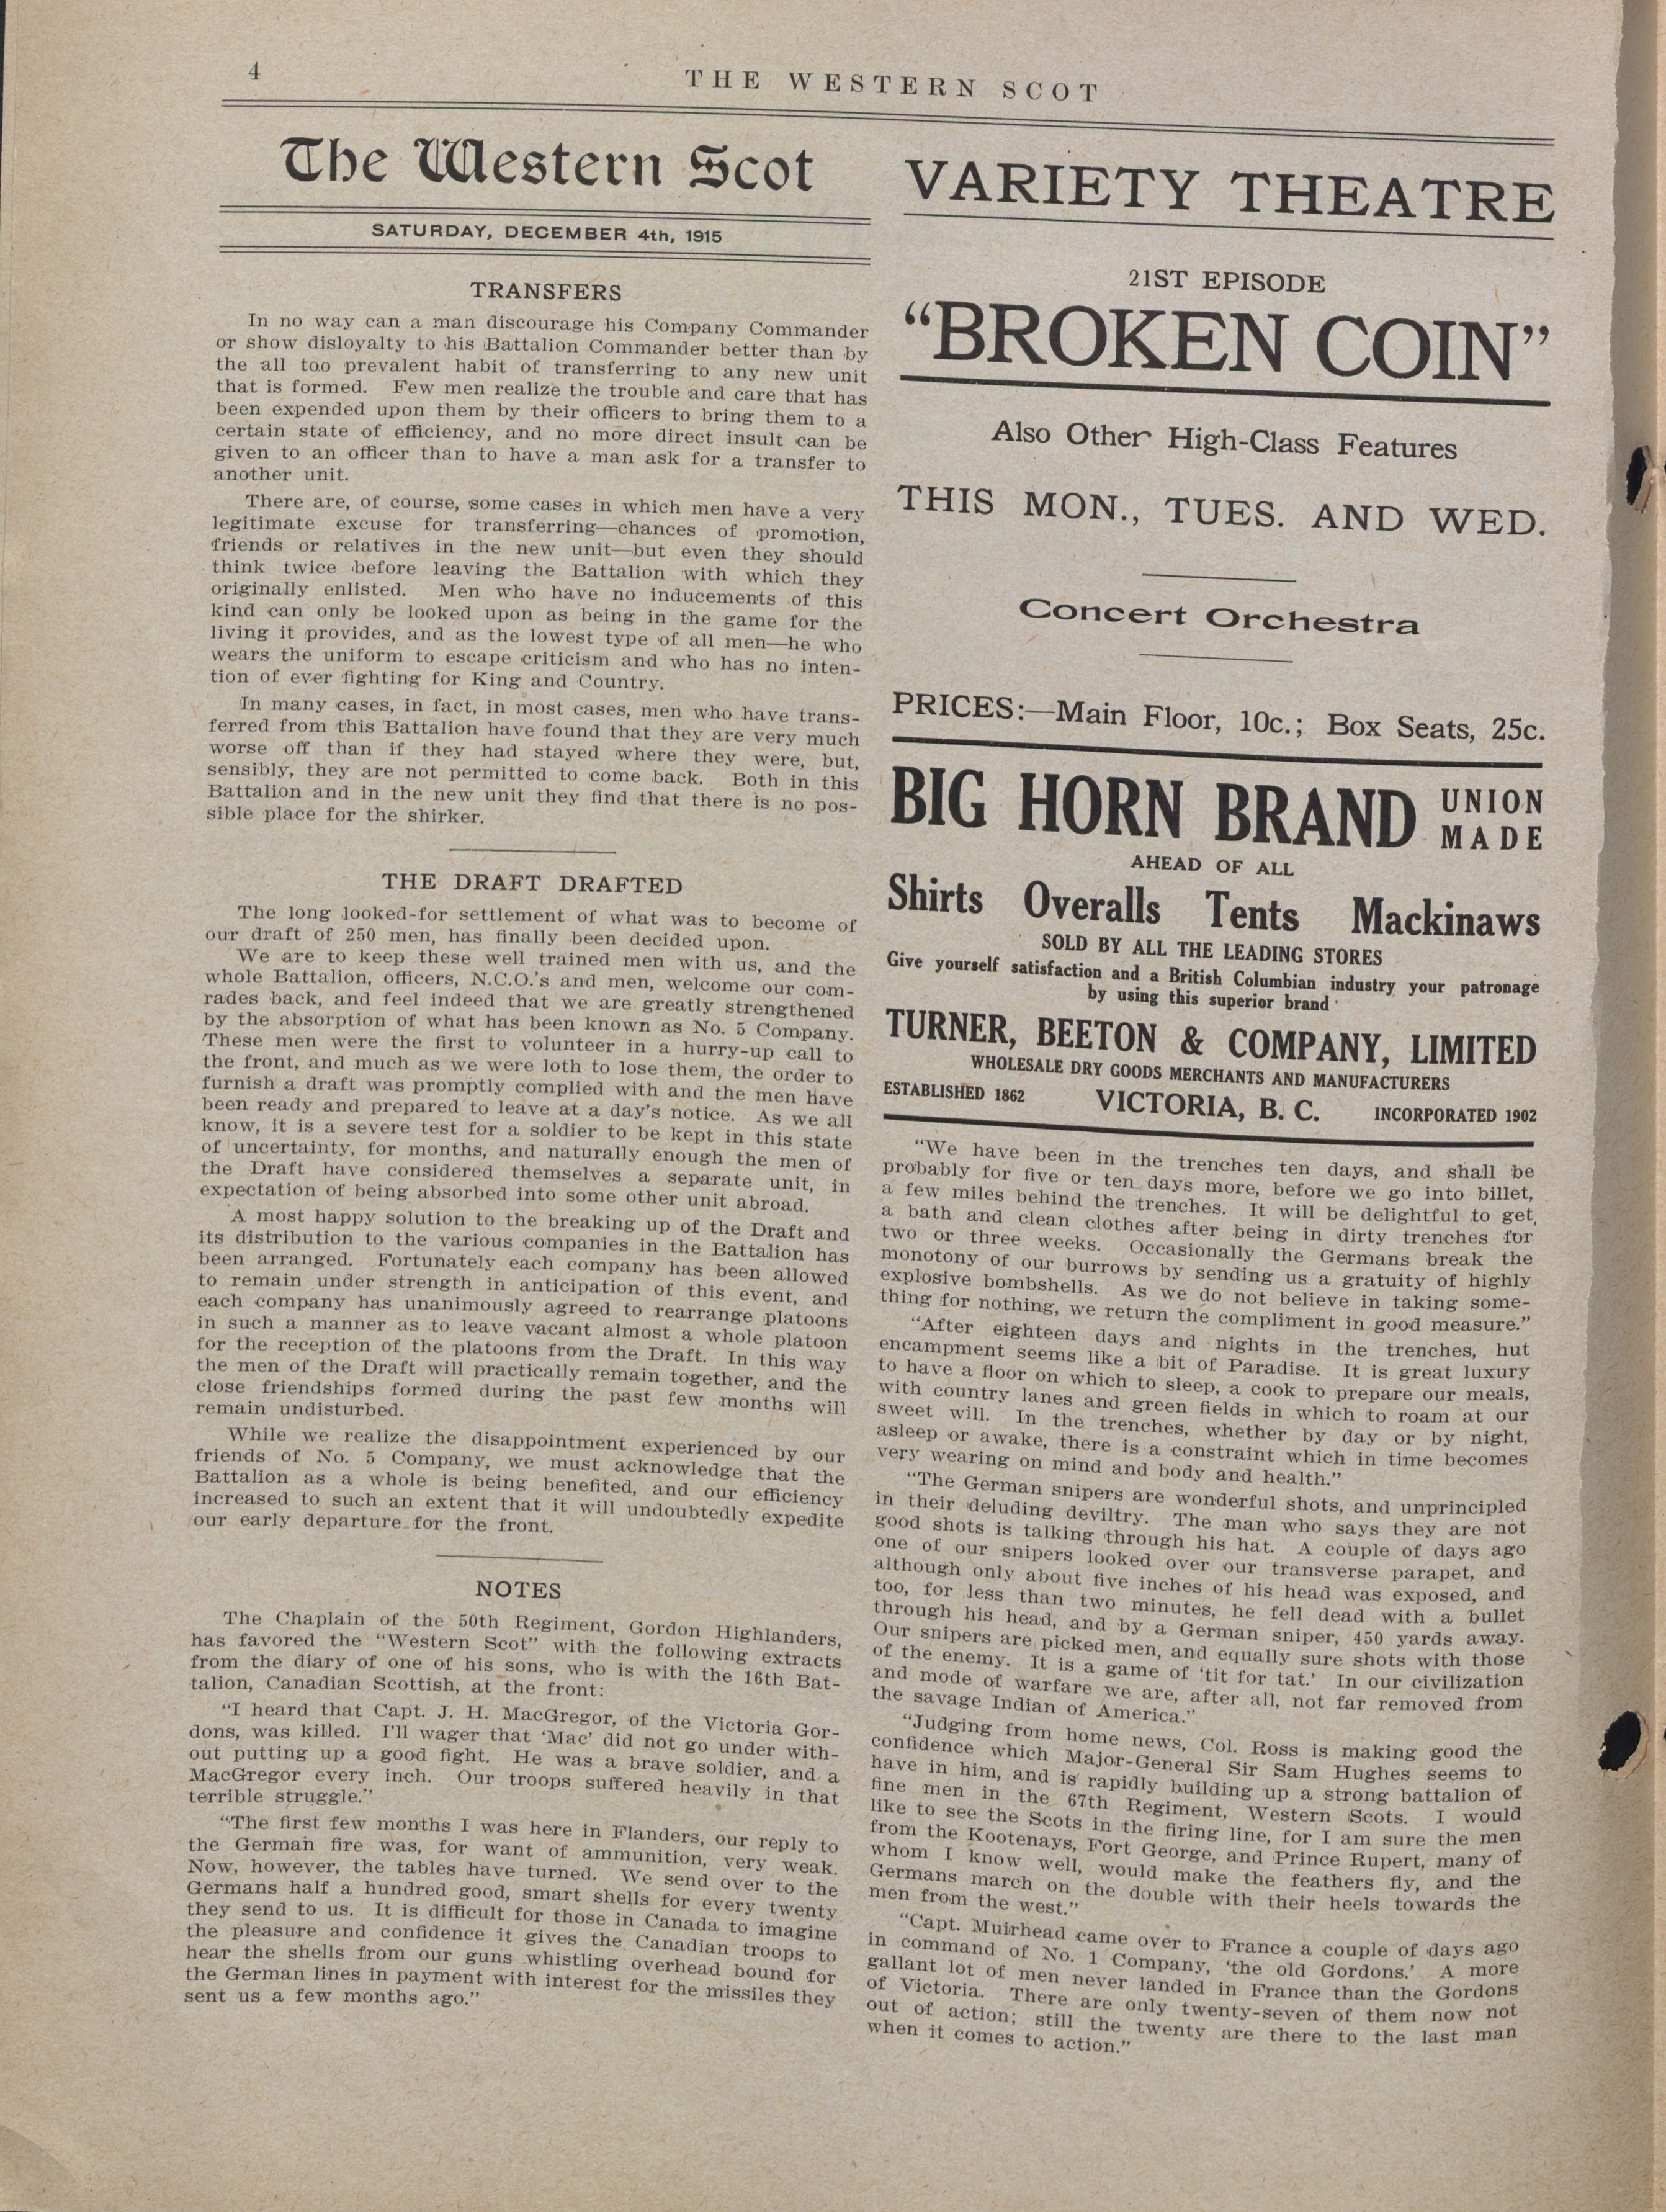 4
THE WESTERN SCOT
The Western Scot
SATURDAY, DECEMBER 4th, 1915
TRANSFERS
In no way can a man discourage his Company Commander
or show disloyalty to his Battalion Commander better than by
the all too prevalent habit of transferring to any new unit
that is formed. Few men realize the trouble and care that has
been expended upon them by their officers to bring them to a
certain state of efficiency, and no more direct insult can be
given to an officer than to have a man ask for a transfer to
another unit.
There are, of course, some cases in which men have a very
legitimate excuse for transferring—chances of promotion,
friends or relatives in the new unit—but even they should
think twice before leaving the Battalion with which they
originally enlisted. Men who have no inducements of this
kind can only be looked upon as being in the game for the
living it provides, and as the lowest type of all men—he who
wears the uniform to escape criticism and who has no inten-
tion of ever fighting for King and Country.
In many cases, in fact, in most cases, men who have trans-
ferred from this Battalion have found that they are very much
worse off than if they had stayed where they were, but,
sensibly, they are not permitted to come back. Both in this
Battalion and in the new unit they find that there is no pos-
sible place for the shirker.
THE DRAFT DRAFTED
The long looked-for settlement of what was to become of
our draft of 250 men, has finally been decided upon.
We are to keep these well trained men with us, and the
whole Battalion, officers, N.C.O.'s and men, welcome our com-
rades back, and feel indeed that we are greatly strengthened
by the absorption of what has been known as No. 5 Company.
These men were the first to volunteer in a hurry-up call to
the front, and much as we were loth to lose them, the order to
furnish a draft was promptly complied with and the men have
been ready and prepared to leave at a day's notice. As we all
know, it is a severe test for a soldier to be kept in this state
of uncertainty, for months, and naturally enough the men of
the Draft have considered themselves a separate unit, in
expectation of being absorbed into some other unit abroad.
A most happy solution to the breaking up of the Draft and
its distribution to the various companies in the Battalion has
been arranged. Fortunately each company has been allowed
to remain under strength in anticipation of this event, and
each company has unanimously agreed to rearrange platoons
in such a manner as to leave vacant almost a whole platoon
for the reception of the platoons from the Draft. In this way
the men of the Draft will practically remain together, and the
close friendships formed during the past few months will
remain undisturbed.
While we realize the disappointment experienced by our
friends of No. 5 Company, we must acknowledge that the
Battalion as a whole is being benefited, and our efficiency
increased to such an extent that it will undoubtedly expedite
our early departure for the front.
NOTES
The Chaplain of the 50th Regiment, Gordon Highlanders,
has favored the "Western Scot" with the following extracts
from the diary of one of his sons, who is with the 16th Bat-
talion, Canadian Scottish, at the front:
"I heard that Capt. J. H. MacGregor, of the Victoria Gor-
dons, was killed. I'll wager that 'Mac' did not go under with-
out putting up a good fight. He was a brave soldier, and a
MacGregor every inch. Our troops suffered heavily in that
terrible struggle."
"The first few months I was here in Flanders, our reply to
the German fire was, for want of ammunition, very weak.
Now, however, the tables have turned. We send over to the
Germans half a hundred good, smart shells for every twenty
they send to us. It is difficult for those in Canada to imagine
the pleasure and confidence it gives the Canadian troops to
hear the shells from our guns whistling overhead bound for
the German lines in payment with interest for the missiles they
sent us a few months ago."
VARIETY THEATRE
21ST EPISODE
"BROKEN COIN"
Also Other High-Class Features
THIS MON., TUES. AND WED.
Concert Orchestra
PRICES:—Main Floor, 10c.; Box Seats, 25c.
BIG HORN BRAND UNION MADE
AHEAD OF ALL
Shirts Overalls Tents Mackinaws
SOLD BY ALL THE LEADING STORES
Give yourself satisfaction and a British Columbian industry your patronage
by using this superior brand
TURNER, BEETON & COMPANY, LIMITED
WHOLESALE DRY GOODS MERCHANTS AND MANUFACTURERS
ESTABLISHED 1862 VICTORIA, B. C. INCORPORATED 1902
"We have been in the trenches ten days, and shall be
probably for five or ten days more, before we go into billet,
a few miles behind the trenches. It will be delightful to get
a bath and clean clothes after being in dirty trenches for
two or three weeks. Occasionally the Germans break the
monotony of our burrows by sending us a gratuity of highly
explosive bombshells. As we do not believe in taking some-
thing for nothing, we return the compliment in good measure."
"After eighteen days and nights in the trenches, hut
encampment seems like a bit of Paradise. It is great luxury
to have a floor on which to sleep, a cook to prepare our meals,
with country lanes and green fields in which to roam at our
sweet will. In the trenches, whether by day or by night,
asleep or awake, there is a constraint which in time becomes
very wearing on mind and body and health."
"The German snipers are wonderful shots, and unprincipled
in their deluding deviltry. The man who says they are not
good shots is talking through his hat. A couple of days ago
one of our snipers looked over our transverse parapet, and
although only about five inches of his head was exposed, and
too, for less than two minutes, he fell dead with a bullet
through his head, and by a German sniper, 450 yards away.
Our snipers are picked men, and equally sure shots with those
of the enemy. It is a game of 'tit for tat.' In our civilization
and mode of warfare we are, after all, not far removed from
the savage Indian of America."
"Judging from home news, Col. Ross is making good the
confidence which Major-General Sir Sam Hughes seems to
have in him, and is rapidly building up a strong battalion of
fine men in the 67th Regiment, Western Scots. I would
like to see the Scots in the firing line, for I am sure the men
from the Kootenays, Fort George, and Prince Rupert, many of
whom I know well, would make the feathers fly, and the
Germans march on the double with their heels towards the
men from the west."
"Capt. Muirhead came over to France a couple of days ago
in command of No. 1 Company, 'the old Gordons.' A more
gallant lot of men never landed in France than the Gordons
of Victoria. There are only twenty-seven of them now not
out of action; still the twenty are there to the last man
when it comes to action."